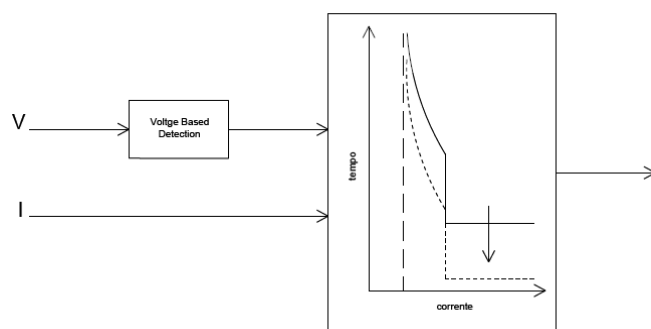 V
Voltge Based
Detection
I
tempo
corrente